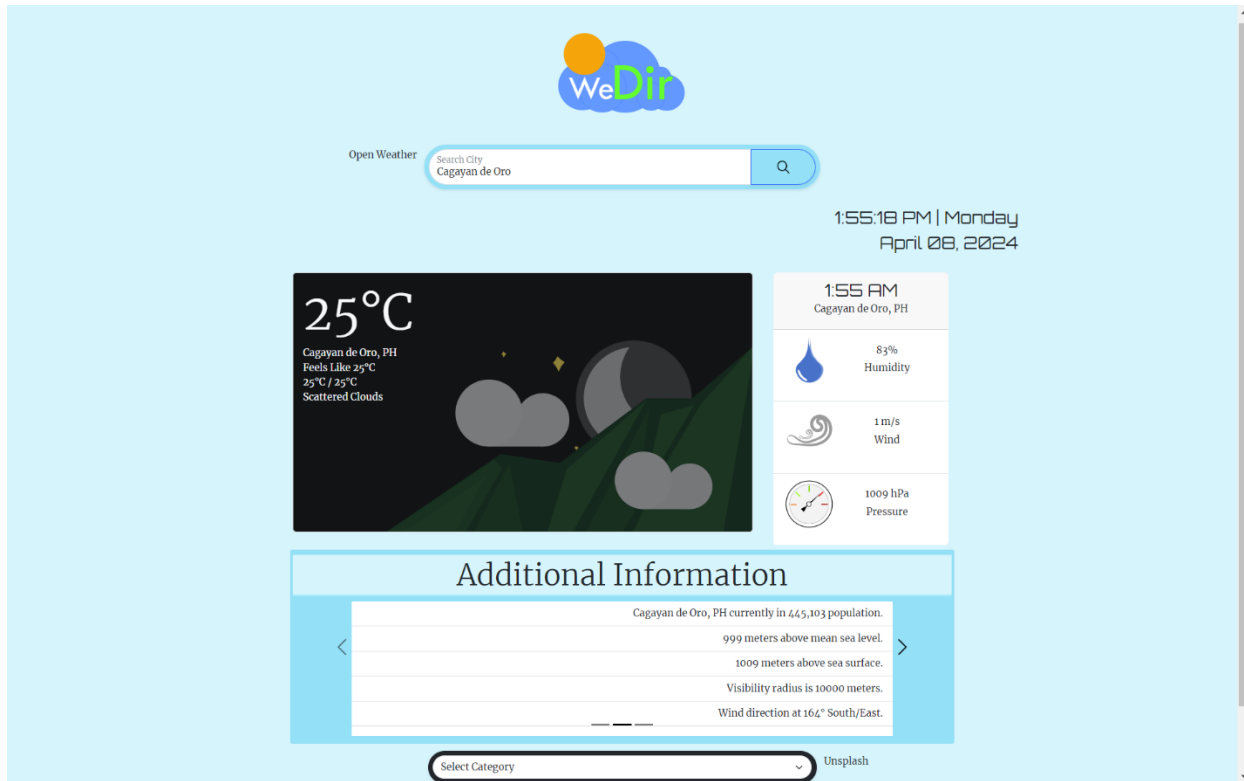 WeDir
Open Weather
Search City
Cagayan de Oro
1:55:18 PM | Monday
April 08, 2024
25°C
Cagayan de Oro, PH
Feels Like 25°C
25°C / 25°C
Scattered Clouds
1:55 AM
Cagayan de Oro, PH
83%
Humidity
1 m/s
Wind
1009 hPa
Pressure
Additional Information
Cagayan de Oro, PH currently in 445,103 population.
999 meters above mean sea level.
1009 meters above sea surface.
Visibility radius is 10000 meters.
Wind direction at 164° South/East.
Select Category
Unsplash